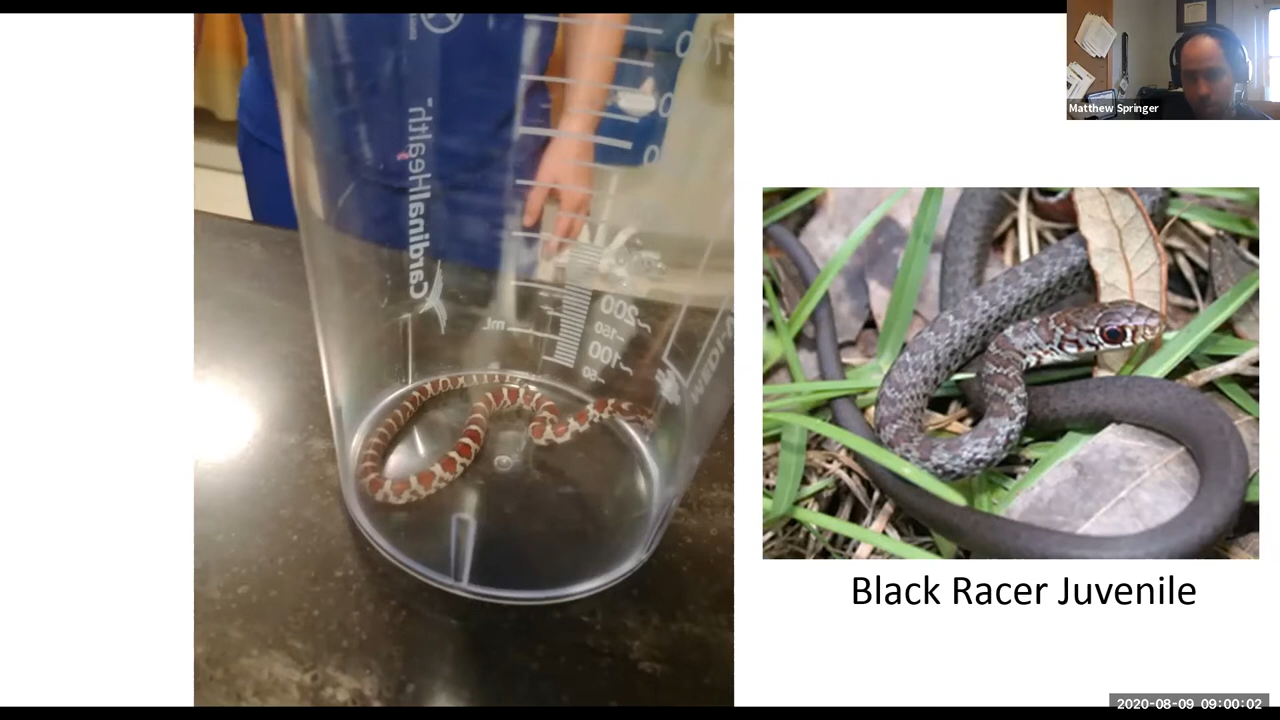 CardinalHealth
mL
~200
~150
~100
~50
Matthew Springer
Black Racer Juvenile
2020-08-09 09:00:02